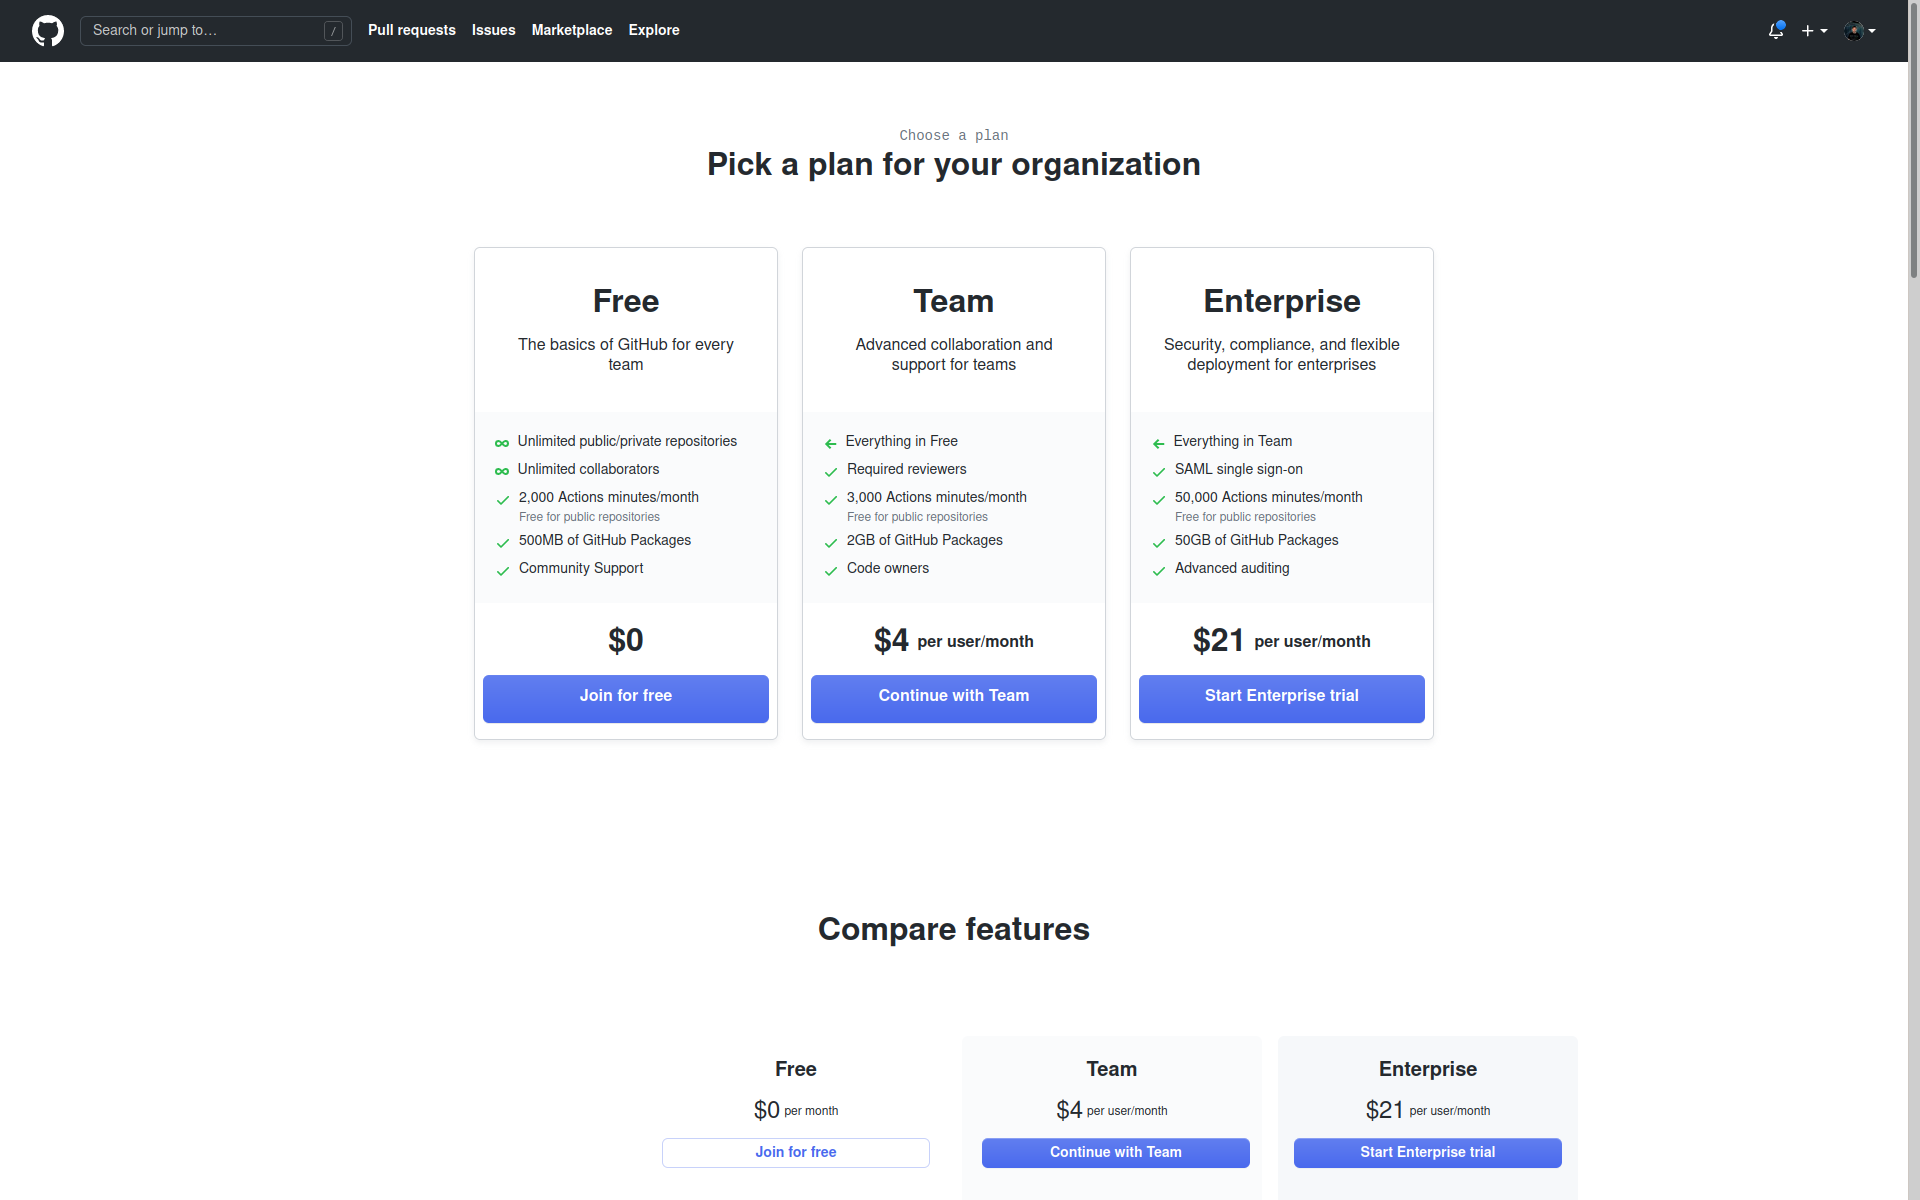 Search or jump to… /
Pull requests Issues Marketplace Explore
Choose a plan
Pick a plan for your organization
Free
The basics of GitHub for every
team
Unlimited public/private repositories
Unlimited collaborators
2,000 Actions minutes/month
Free for public repositories
500MB of GitHub Packages
Community Support
$0
Join for free
Team
Advanced collaboration and
support for teams
Everything in Free
Required reviewers
3,000 Actions minutes/month
Free for public repositories
2GB of GitHub Packages
Code owners
$4 per user/month
Continue with Team
Enterprise
Security, compliance, and flexible
deployment for enterprises
Everything in Team
SAML single sign-on
50,000 Actions minutes/month
Free for public repositories
50GB of GitHub Packages
Advanced auditing
$21 per user/month
Start Enterprise trial
Compare features
Free
$0 per month
Join for free
Team
$4 per user/month
Continue with Team
Enterprise
$21 per user/month
Start Enterprise trial